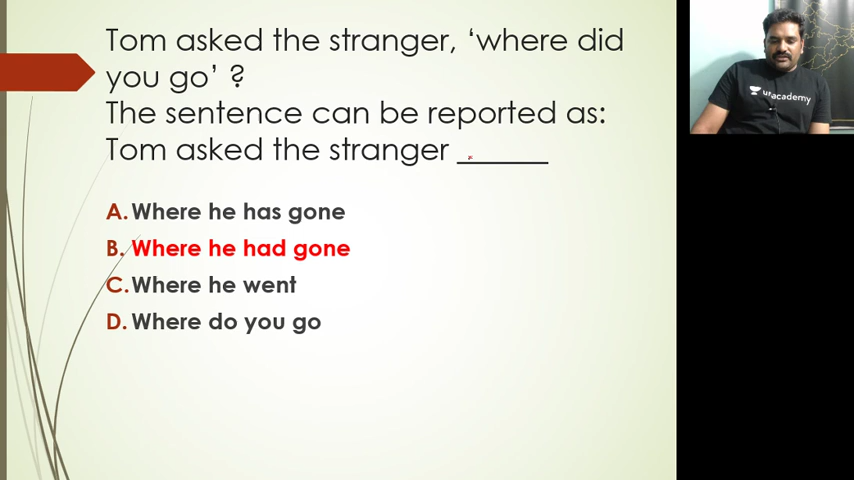 Tom asked the stranger, ‘where did
you go’ ?
The sentence can be reported as:
Tom asked the stranger ______
A. Where he has gone
B. Where he had gone
C. Where he went
D. Where do you go
unacademy